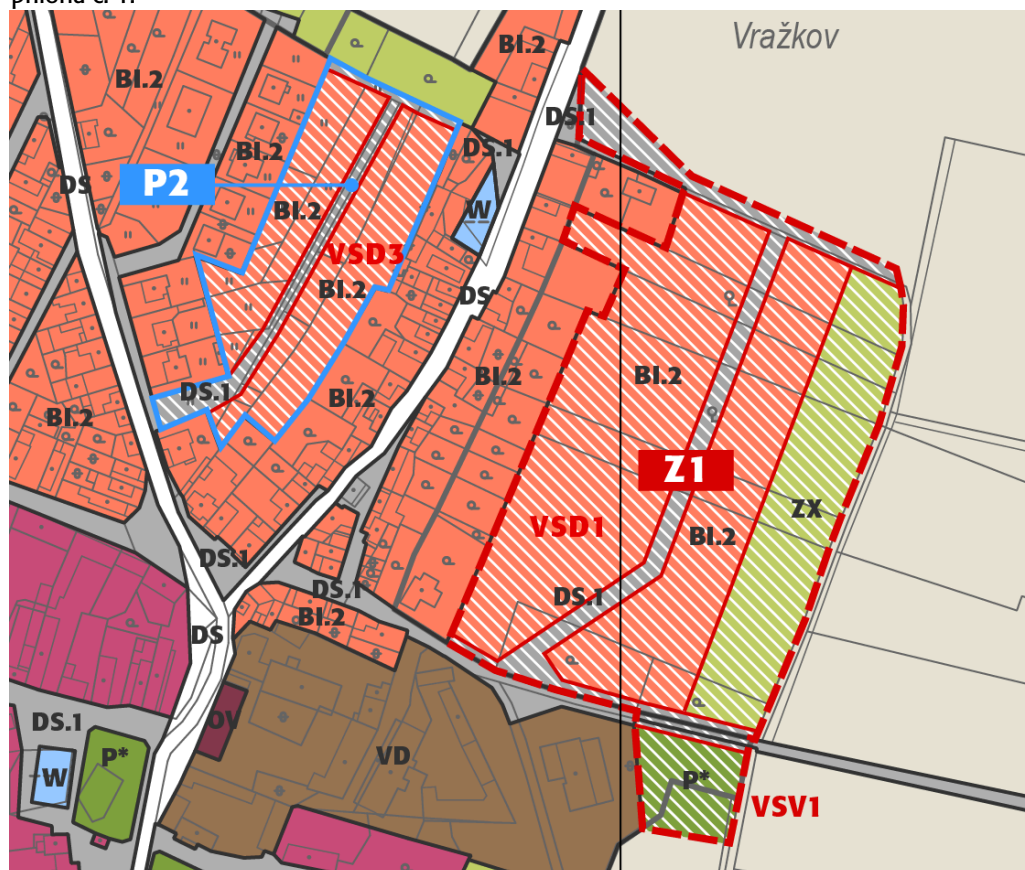 Vražkov
BI.2
BI.2
DS.1
BI.2
DS.1
DS
P2
W
BI.2
VSD3
BI.2
DS
BI.2
BI.2
DS.1
BI.2
BI.2
Z1
ZX
VSD1
BI.2
DS.1
DS.1
DS.1
BI.2
DS
OV
DS.1
P*
VD
W
P*
VSV1